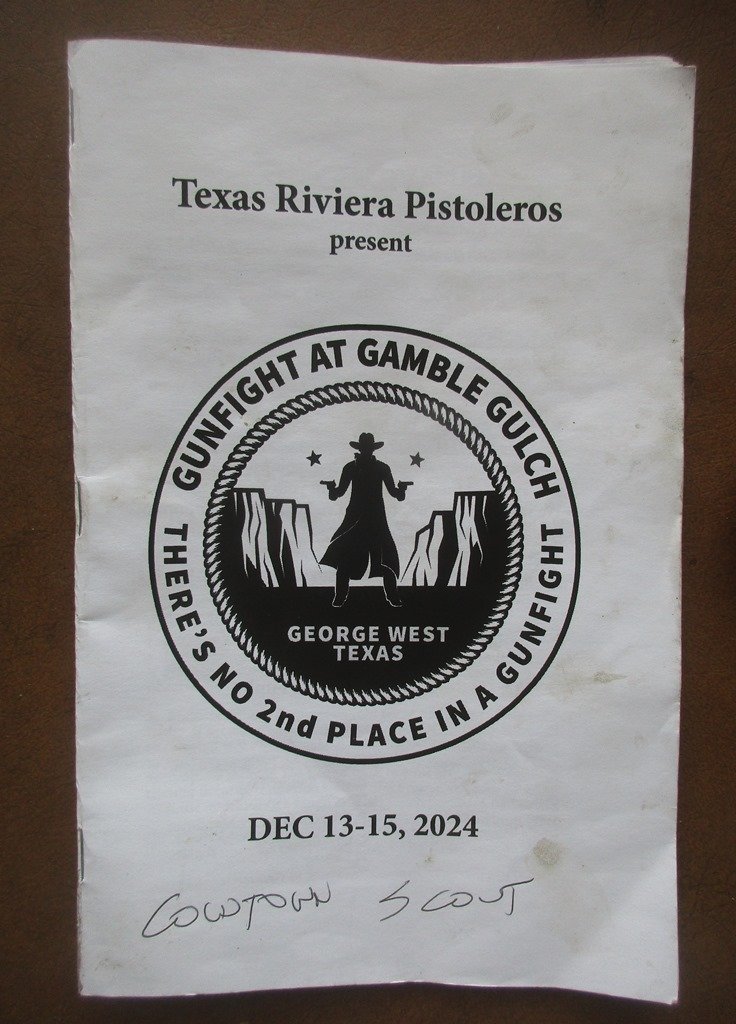 Texas Riviera Pistoleros
present
GUNFIGHT AT GAMBLE GULCH
GEORGE WEST
TEXAS
THERE'S NO 2nd PLACE IN A GUNFIGHT
DEC 13-15, 2024
COWTOWN SCOUT